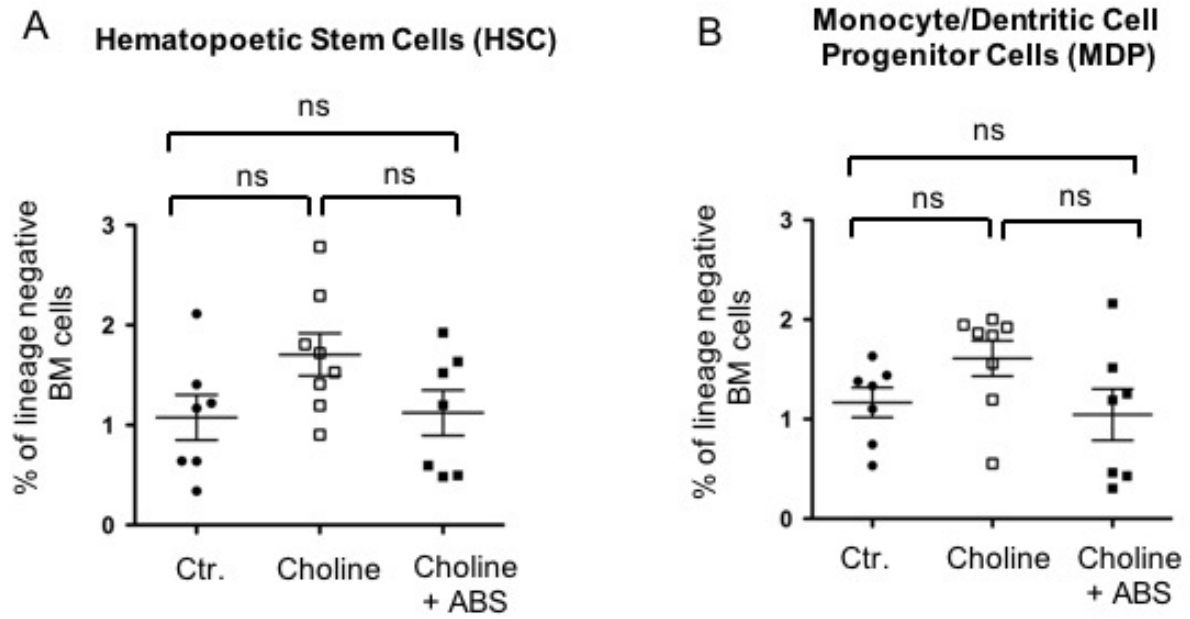 A
Hematopoetic Stem Cells (HSC)
ns
ns
ns
% of lineage negative
BM cells
3
2
1
0
Ctr.
Choline
Choline
+ ABS
B
Monocyte/Dentritic Cell
Progenitor Cells (MDP)
ns
ns
ns
% of lineage negative
BM cells
3
2
1
0
Ctr.
Choline
Choline
+ ABS